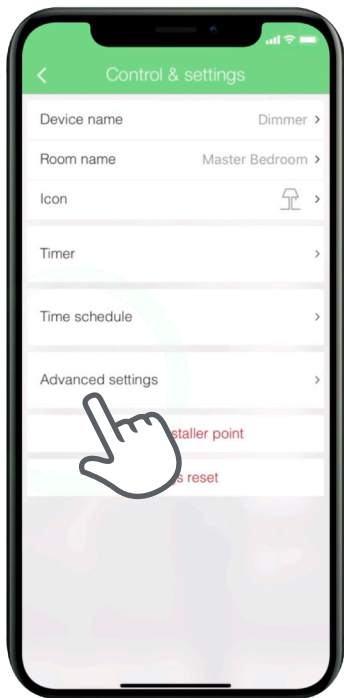 Control & settings
Device name Dimmer
Room name Master Bedroom
Icon
Timer
Time schedule
Advanced settings
staller point
s reset